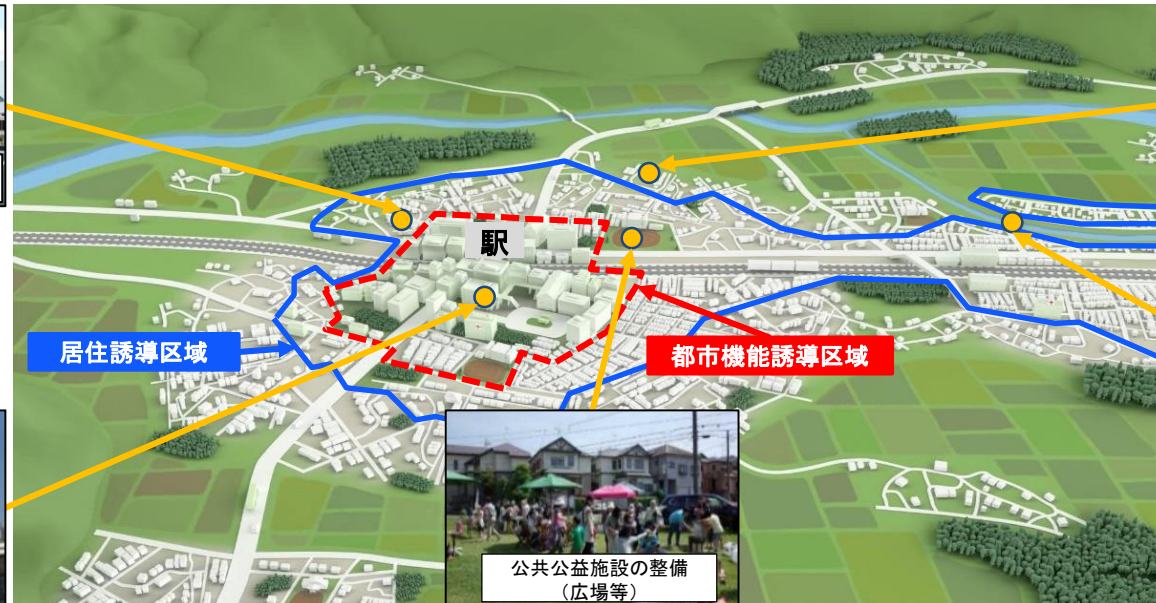 駅
居住誘導区域
都市機能誘導区域
公共公益施設の整備
（広場等）